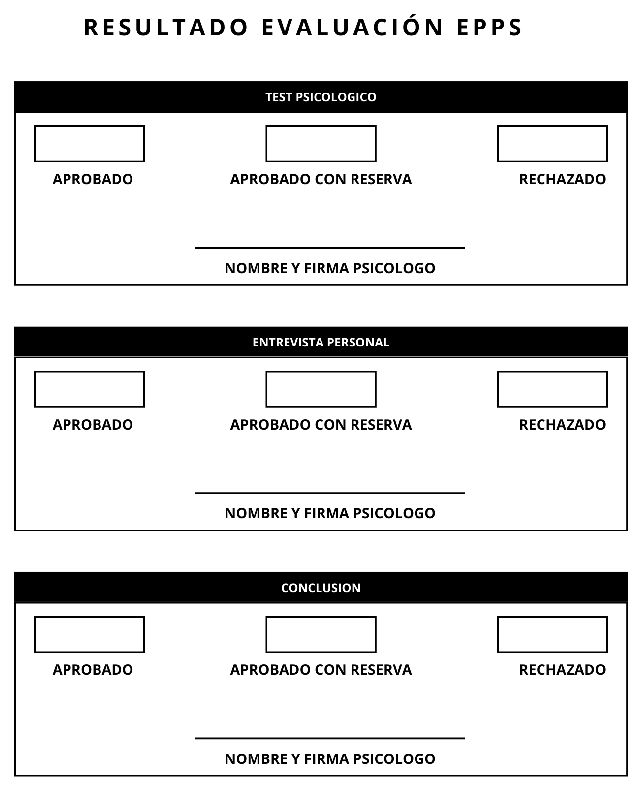 RESULTADO EVALUACIÓN EPPS
TEST PSICOLOGICO
APROBADO APROBADO CON RESERVA RECHAZADO
NOMBRE Y FIRMA PSICOLOGO
ENTREVISTA PERSONAL
APROBADO APROBADO CON RESERVA RECHAZADO
NOMBRE Y FIRMA PSICOLOGO
CONCLUSION
APROBADO APROBADO CON RESERVA RECHAZADO
NOMBRE Y FIRMA PSICOLOGO